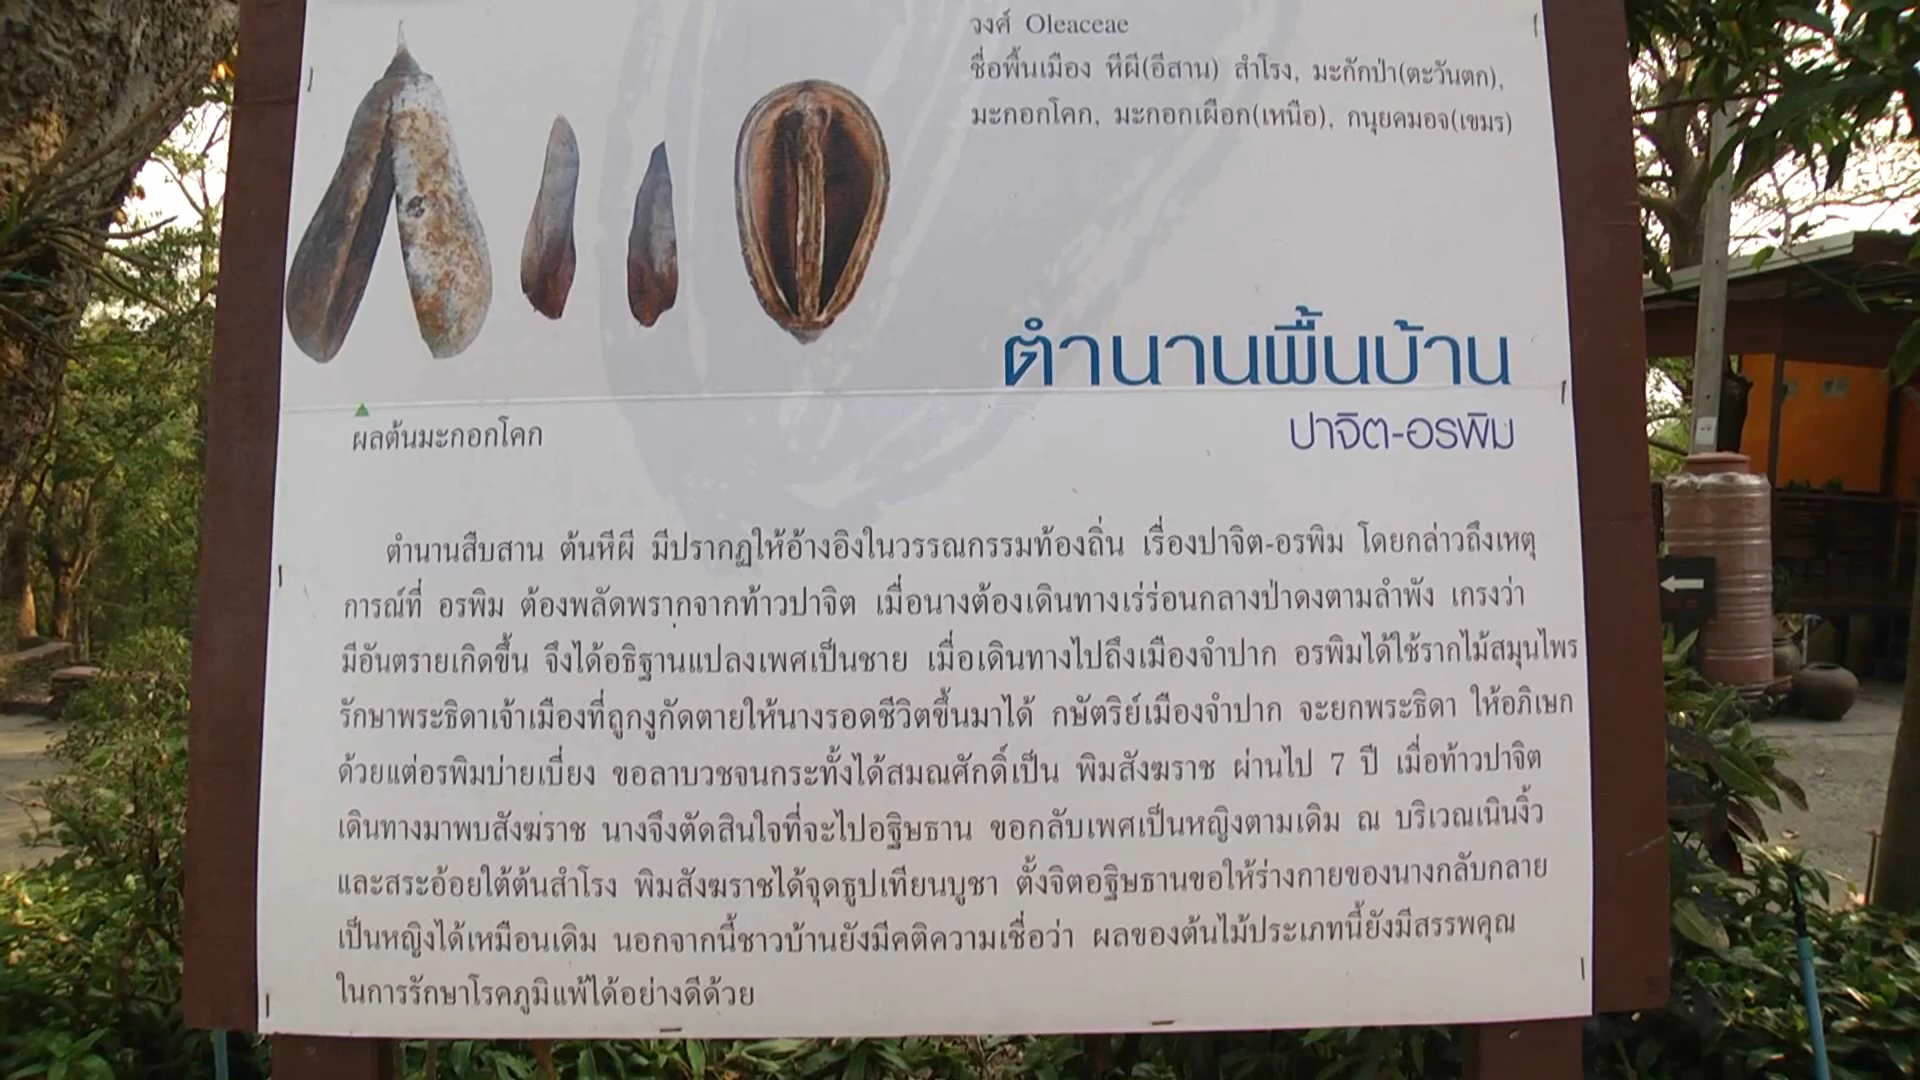 วงศ์ Oleaceae
ชื่อพื้นเมือง หีผี(อีสาน) สำโรง, มะกักป่า(ตะวันตก),
มะกอกโคก, มะกอกเผือก(เหนือ), กนุยคมอจ(เขมร)
ตำนานพื้นบ้าน
ปาจิต-อรพิม
ผลต้นมะกอกโคก
ตำนานสืบสาน ต้นหีผี มีปรากฏให้อ้างอิงในวรรณกรรมท้องถิ่น เรื่องปาจิต-อรพิม โดยกล่าวถึงเหตุ
การณ์ที่ อรพิม ต้องพลัดพรากจากท้าวปาจิต เมื่อนางต้องเดินทางเร่ร่อนกลางป่าดงตามลำพัง เกรงว่า
มีอันตรายเกิดขึ้น จึงได้อธิฐานแปลงเพศเป็นชาย เมื่อเดินทางไปถึงเมืองจำปาก อรพิมได้ใช้รากไม้สมุนไพร
รักษาพระธิดาเจ้าเมืองที่ถูกงูกัดตายให้นางรอดชีวิตขึ้นมาได้ กษัตริย์เมืองจำปาก จะยกพระธิดา ให้อภิเษก
ด้วยแต่อรพิมบ่ายเบี่ยง ขอลาบวชจนกระทั้งได้สมณศักดิ์เป็น พิมสังฆราช ผ่านไป 7 ปี เมื่อท้าวปาจิต
เดินทางมาพบสังฆราช นางจึงตัดสินใจที่จะไปอฐิษธาน ขอกลับเพศเป็นหญิงตามเดิม ณ บริเวณเนินงิ้ว
และสระอ้อยใต้ต้นสำโรง พิมสังฆราชได้จุดธูปเทียนบูชา ตั้งจิตอฐิษธานขอให้ร่างกายของนางกลับกลาย
เป็นหญิงได้เหมือนเดิม นอกจากนี้ชาวบ้านยังมีคติความเชื่อว่า ผลของต้นไม้ประเภทนี้ยังมีสรรพคุณ
ในการรักษาโรคภูมิแพ้ได้อย่างดีด้วย